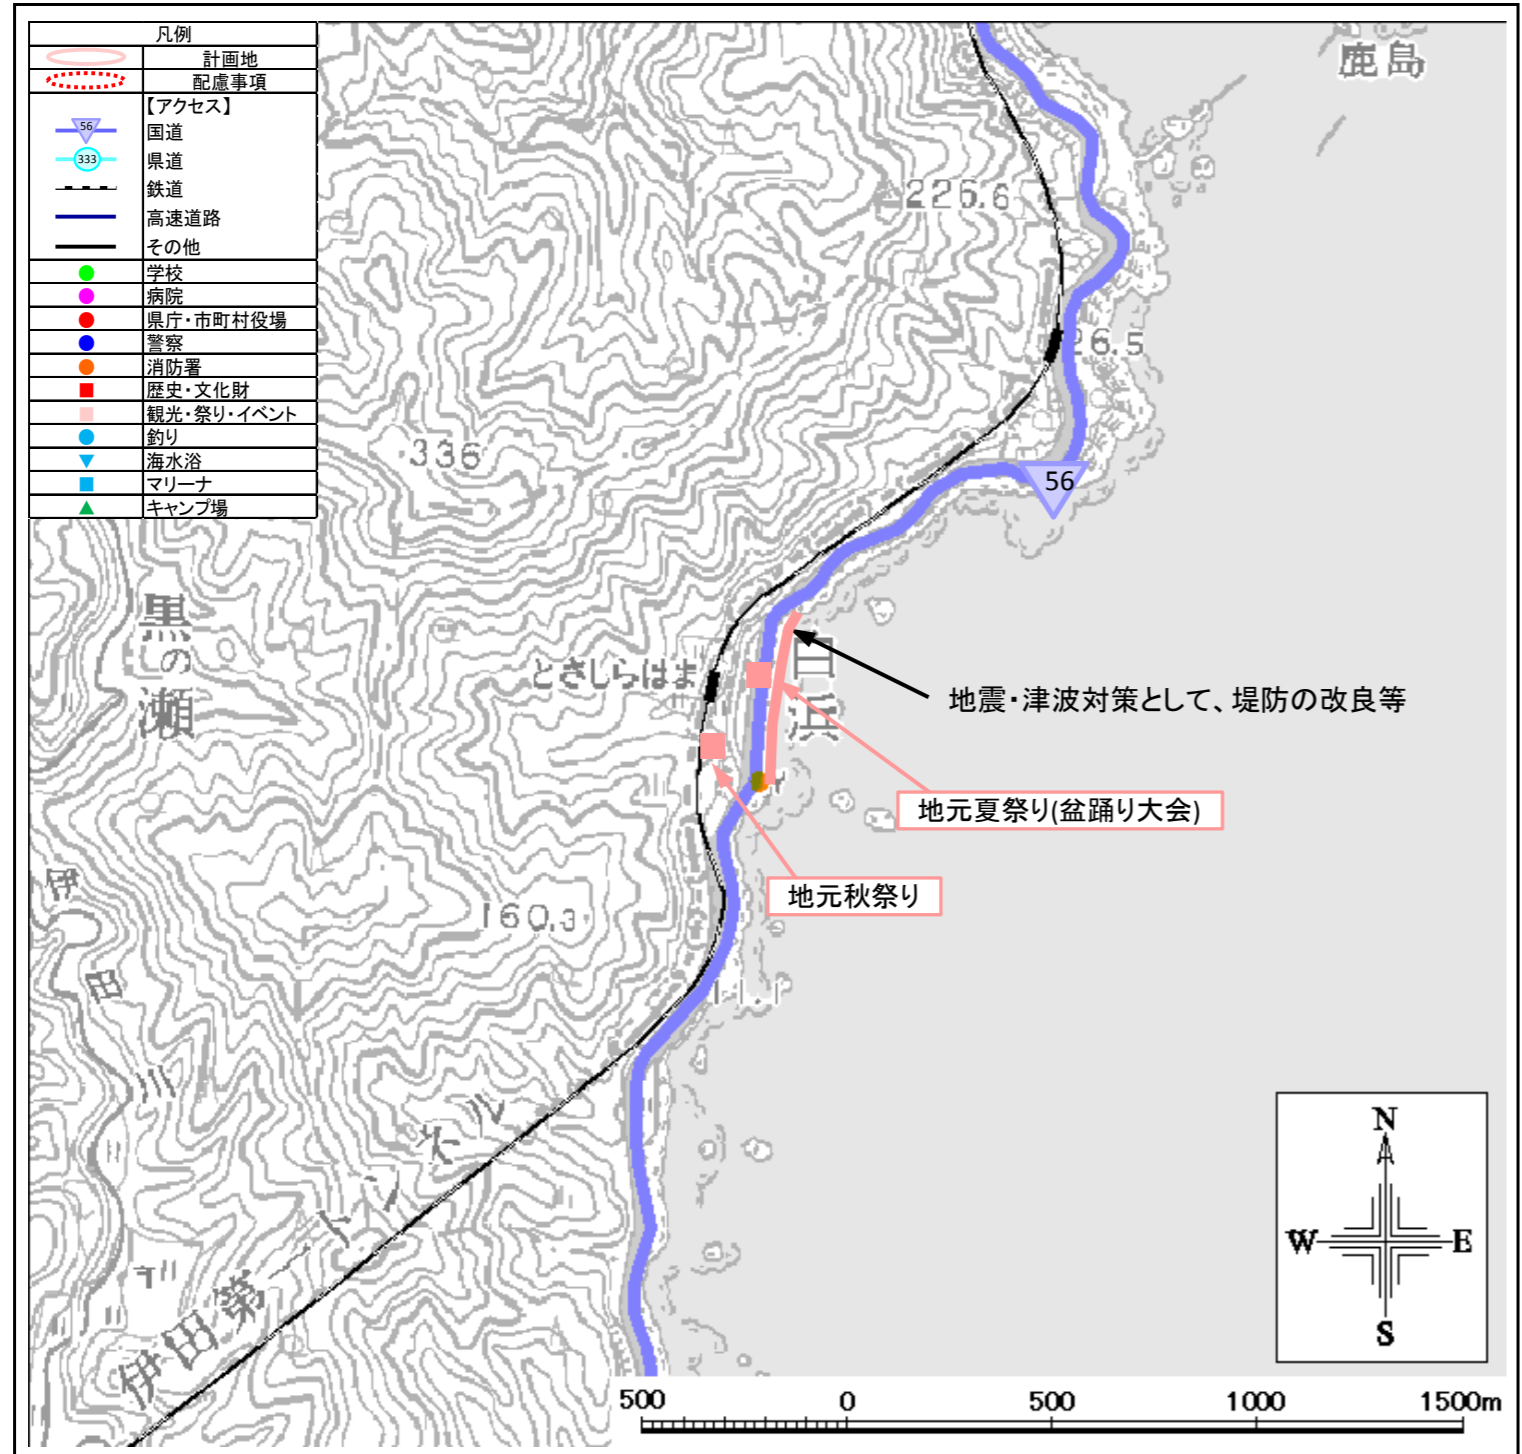 凡例
計画地
配慮事項
【アクセス】
56
国道
333
県道
鉄道
高速道路
その他
学校
病院
県庁・市町村役場
警察
消防署
歴史・文化財
観光・祭り・イベント
釣り
海水浴
マリーナ
キャンプ場
鹿島
226.6
26.5
336
56
黒の瀬
とさしらはま
白浜
地震・津波対策として、堤防の改良等
地元夏祭り(盆踊り大会)
地元秋祭り
160.3
伊田川
伊田第一トンネル
N
W
E
S
500 0 500 1000 1500m